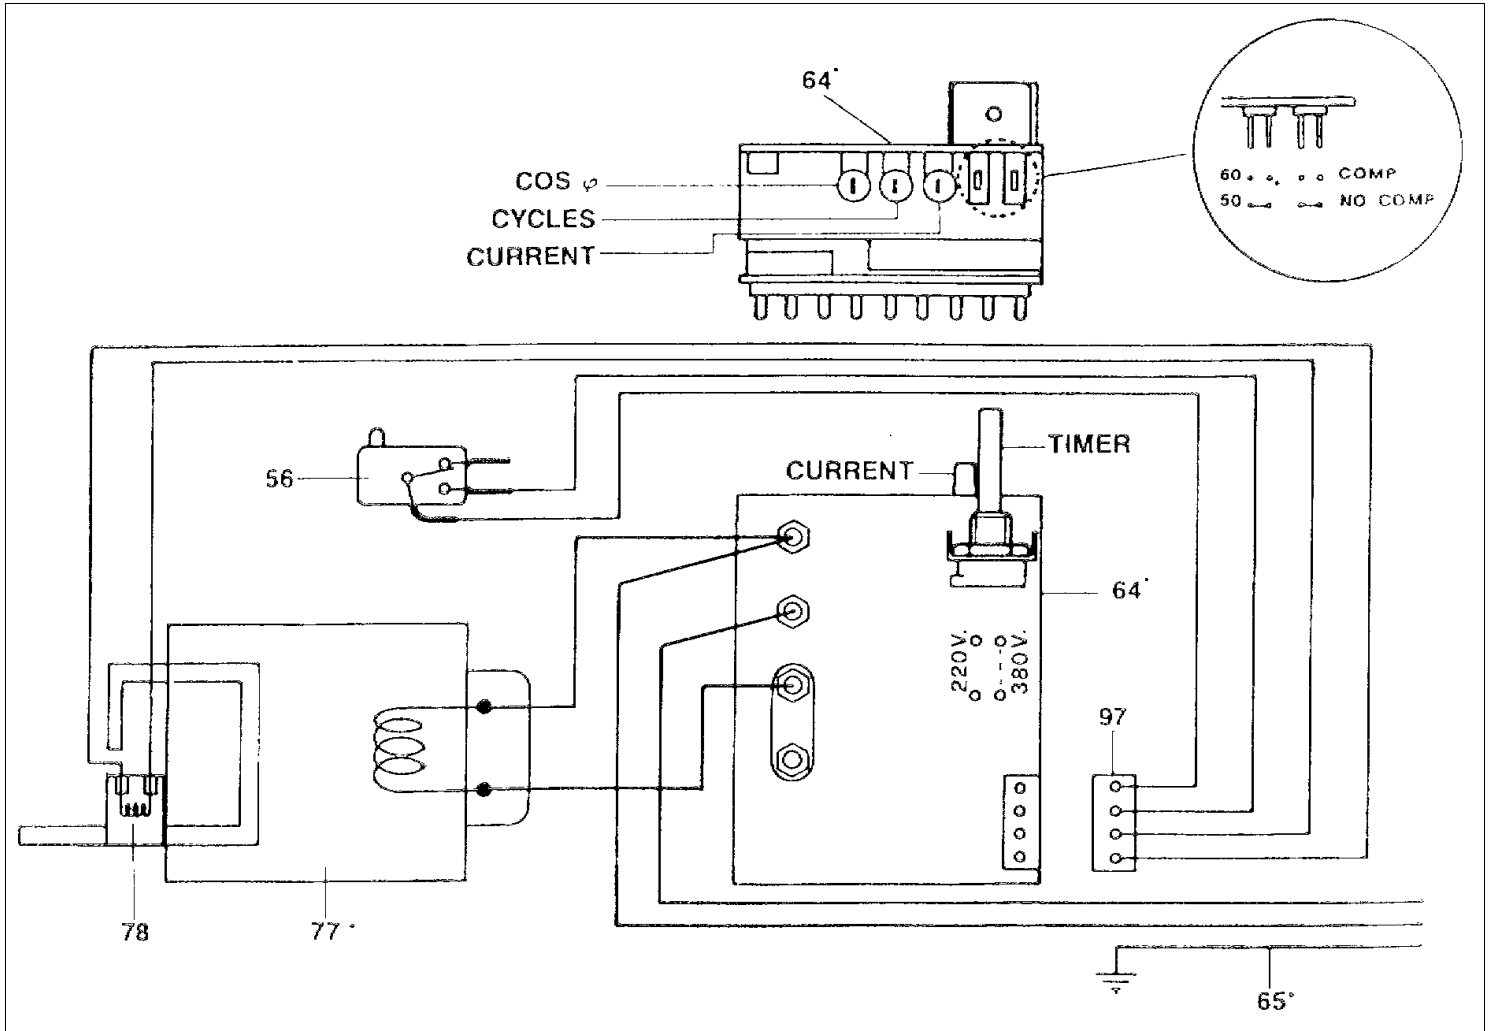 64°
COS φ
CYCLES
CURRENT
60 COMP
50 NO COMP
TIMER
CURRENT
56
64°
220V.
380V.
97
78
77°
65°